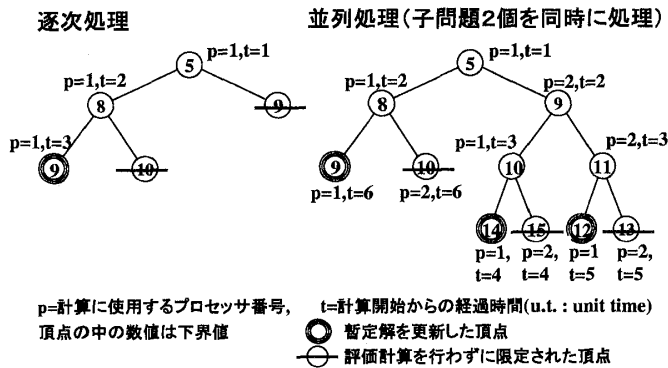 逐次処理
並列処理(子問題2個を同時に処理)
p=1,t=1
5
p=1,t=2
8
9
p=1,t=3
9
10
p=1,t=1
5
p=1,t=2
8
p=2,t=2
9
9
p=1,t=6
10
p=2,t=6
p=1,t=3
10
p=2,t=3
11
14
15
12
13
p=1, p=2, p=1 p=2,
t=4 t=4 t=5 t=5
p=計算に使用するプロセッサ番号, t=計算開始からの経過時間(u.t. : unit time)
頂点の中の数値は下界値
暫定解を更新した頂点
評価計算を行わずに限定された頂点